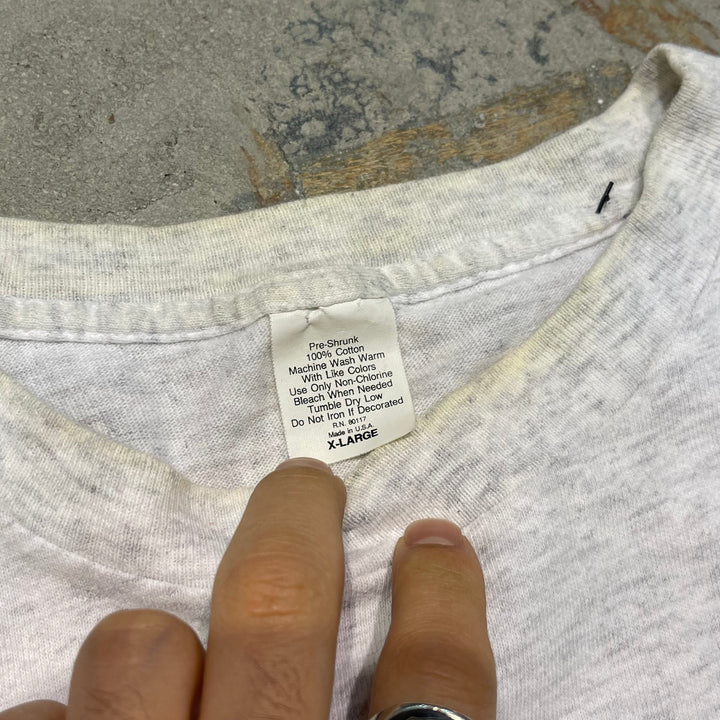 Pre-Shrunk
100% Cotton
Machine Wash Warm
With Like Colors
Use Only Non-Chlorine
Bleach When Needed
Tumble Dry Low
Do Not Iron If Decorated
R.N. 80117
Made in U.S.A.
X-LARGE